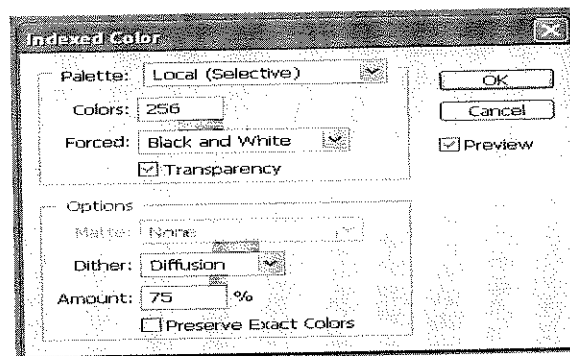 Indexed Color
Palette: Local (Selective)
OK
Colors: 256
Cancel
Forced: Black and White
Preview
Transparency
Options
Matte: None
Dither: Diffusion
Amount: 75 %
Preserve Exact Colors